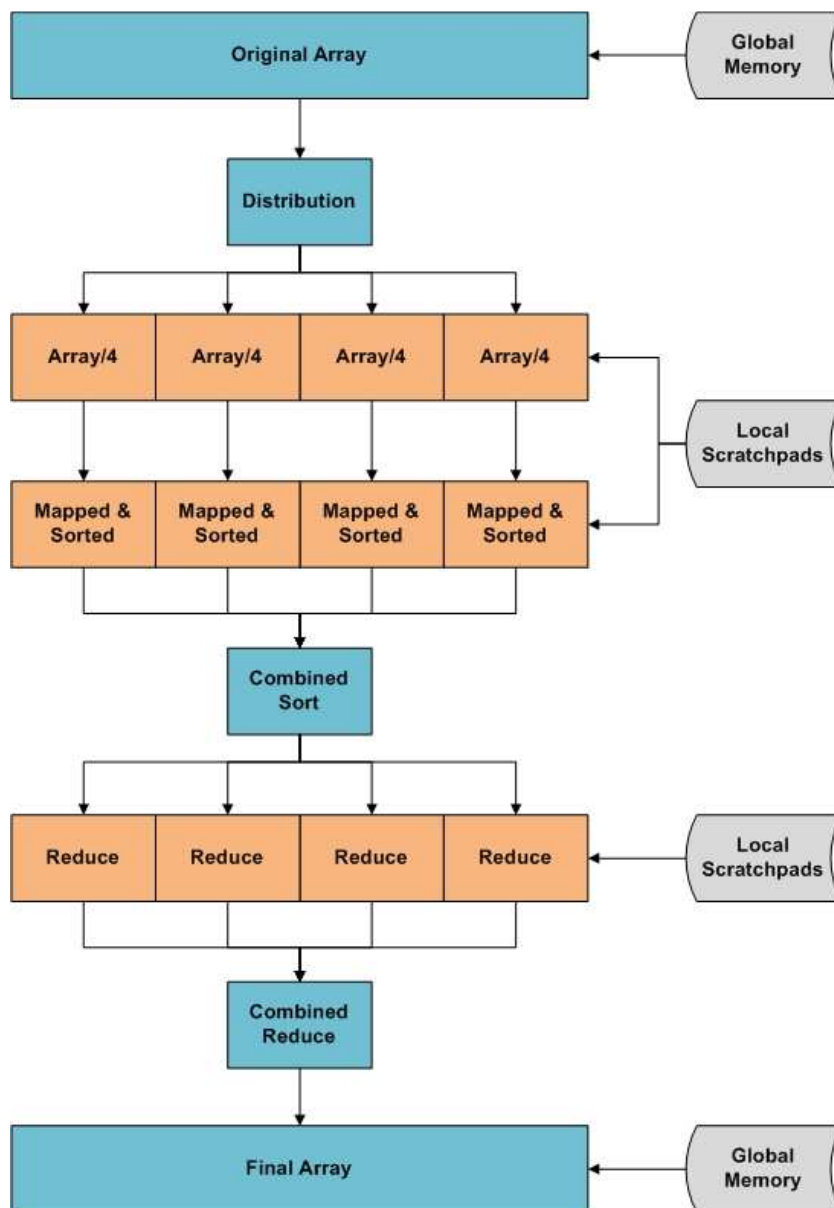 Original Array
Global
Memory
Distribution
Array/4
Array/4
Array/4
Array/4
Local
Scratchpads
Mapped &
Sorted
Mapped &
Sorted
Mapped &
Sorted
Mapped &
Sorted
Combined
Sort
Reduce
Reduce
Reduce
Reduce
Local
Scratchpads
Combined
Reduce
Final Array
Global
Memory